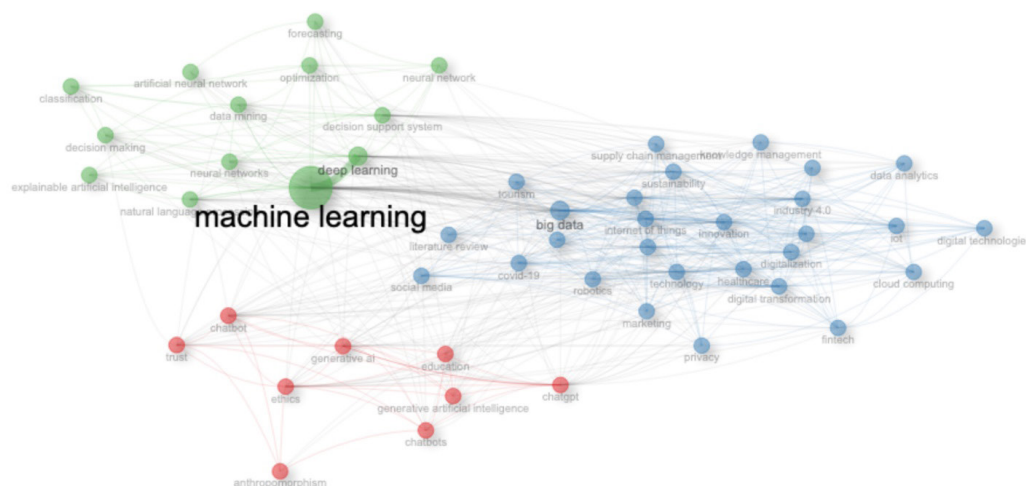 forecasting
artificial neural network
optimization
neural network
classification
data mining
decision support system
decision making
supply chain management
knowledge management
deep learning
neural networks
explainable artificial intelligence
data analytics
sustainability
tourism
natural language
machine learning
industry 4.0
big data
internet of things
innovation
iot
digital technologie
literature review
digitalization
covid-19
social media
robotics
technology
healthcare
cloud computing
digital transformation
marketing
fintech
chatbot
trust
generative ai
education
privacy
ethics
generative artificial intelligence
chatgpt
chatbots
anthropomorphism